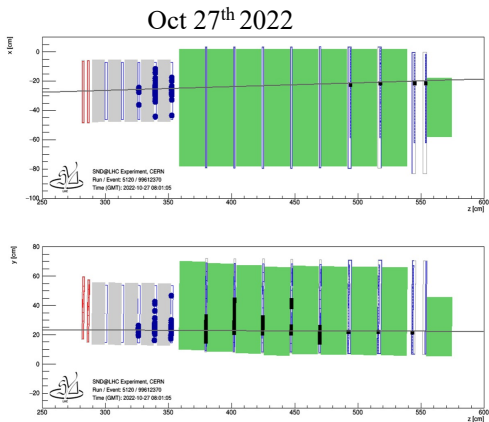 Oct 27th 2022
x [cm]
0
−20
−40
−60
−80
−100
SND@LHC Experiment, CERN
Run / Event: 5120 / 99612370
Time (GMT): 2022-10-27 08:01:05
250 300 350 400 450 500 550 600
z [cm]
y [cm]
80
60
40
20
0
−20
SND@LHC Experiment, CERN
Run / Event: 5120 / 99612370
Time (GMT): 2022-10-27 08:01:05
250 300 350 400 450 500 550 600
z [cm]